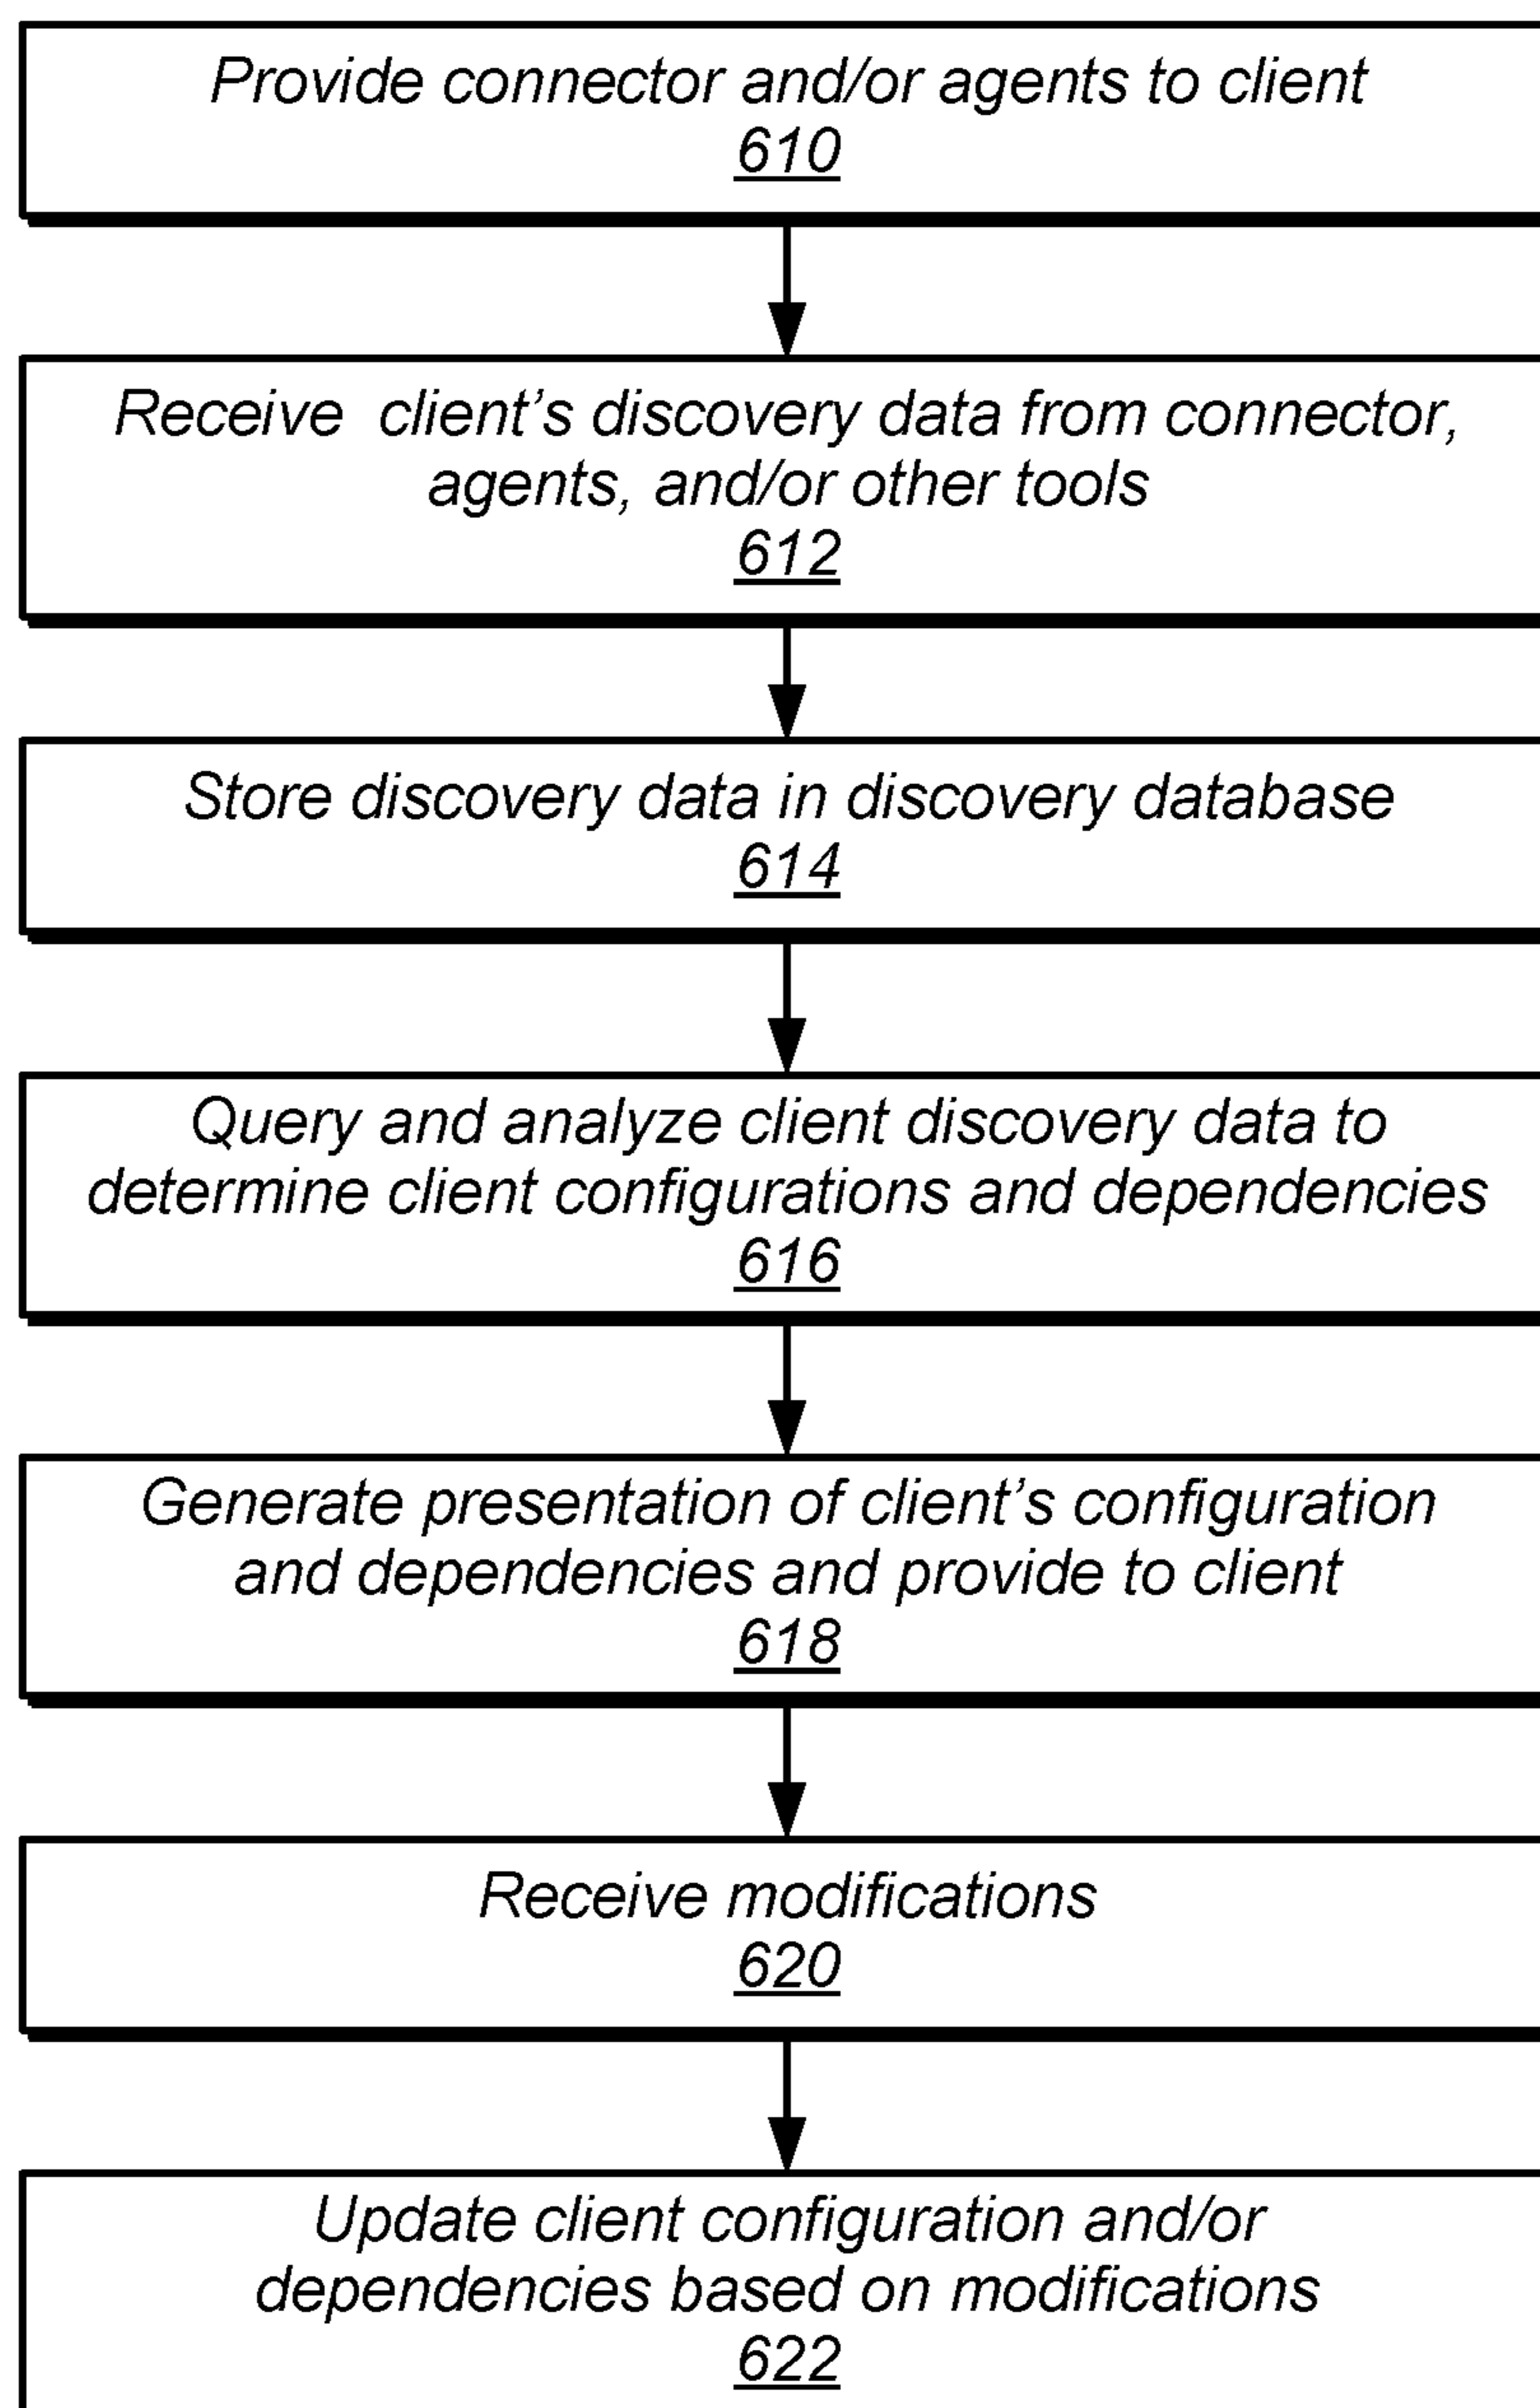 Provide connector and/or agents to client
610
Receive client's discovery data from connector,
agents, and/or other tools
612
Store discovery data in discovery database
614
Query and analyze client discovery data to
determine client configurations and dependencies
616
Generate presentation of client's configuration
and dependencies and provide to client
618
Receive modifications
620
Update client configuration and/or
dependencies based on modifications
622